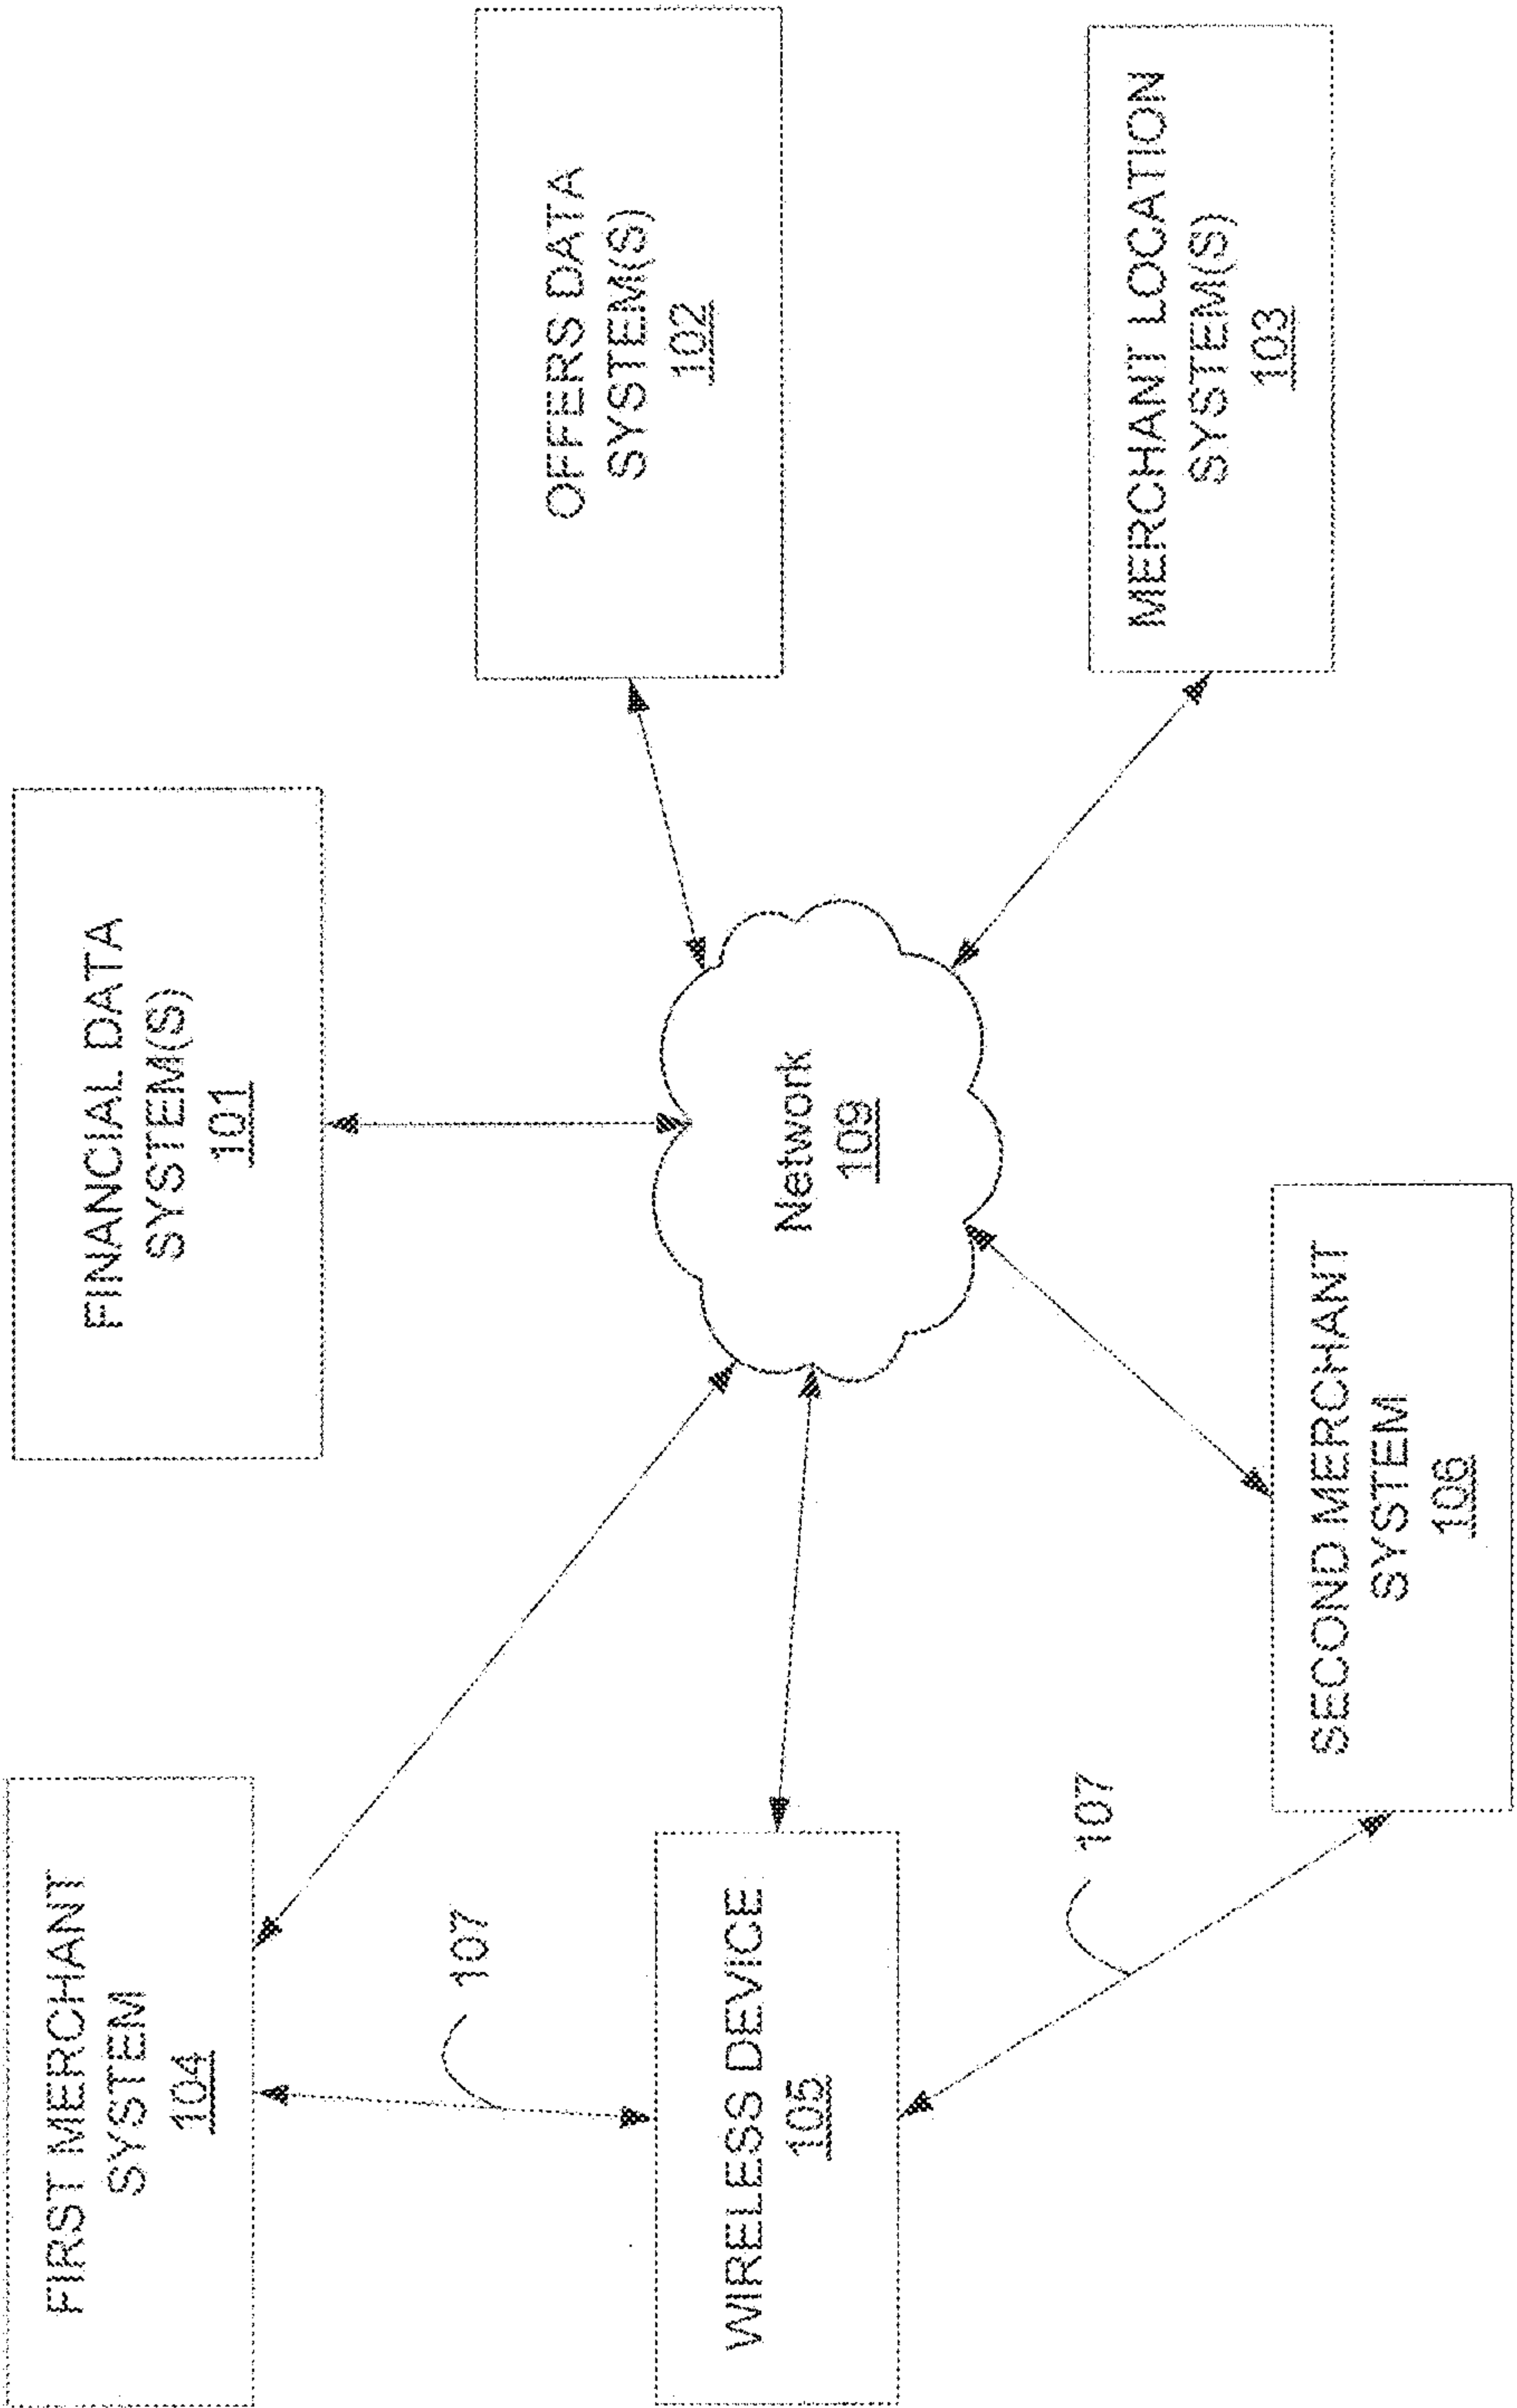 FIRST MERCHANT
SYSTEM
104
FINANCIAL DATA
SYSTEM(S)
101
107
OFFERS DATA
SYSTEM(S)
102
WIRELESS DEVICE
105
Network
109
107
SECOND MERCHANT
SYSTEM
106
MERCHANT LOCATION
SYSTEM(S)
103